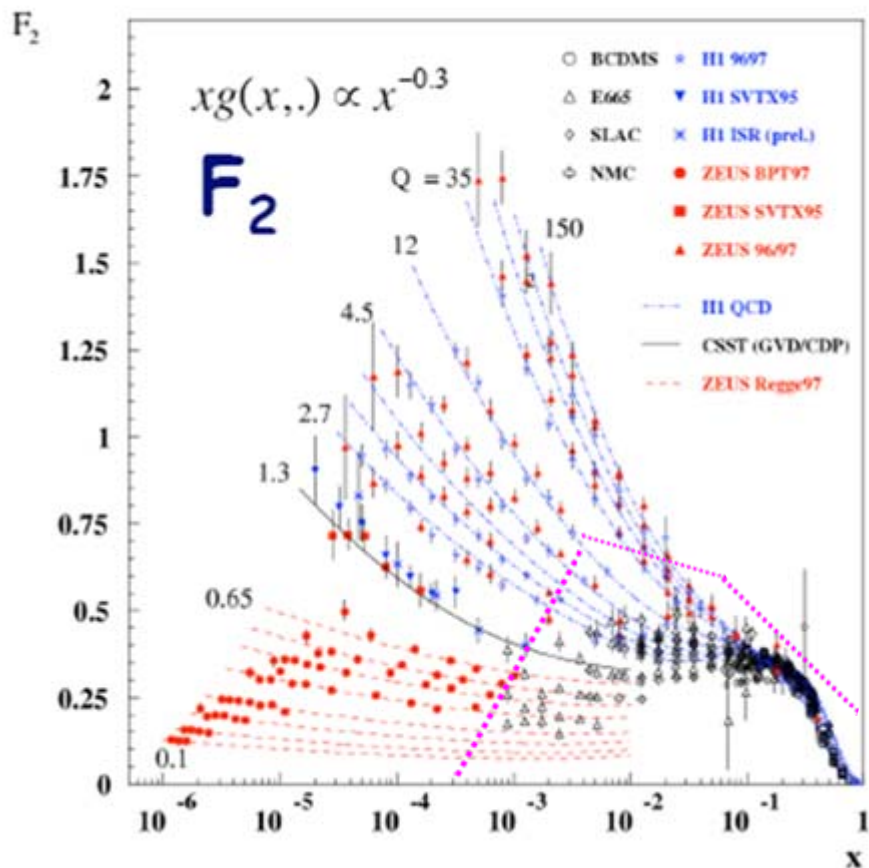 F₂
xg(x,.) ∝ x⁻⁰·³
F₂
BCDMS
E665
SLAC
NMC
H1 9697
H1 SVTX95
H1 ISR (prel.)
ZEUS BPT97
ZEUS SVTX95
ZEUS 96/97
H1 QCD
CSST (GVD/CDP)
ZEUS Regge97
Q = 35
150
12
4.5
2.7
1.3
0.65
0.1
2
1.75
1.5
1.25
1
0.75
0.5
0.25
0
10⁻⁶
10⁻⁵
10⁻⁴
10⁻³
10⁻²
10⁻¹
1
x